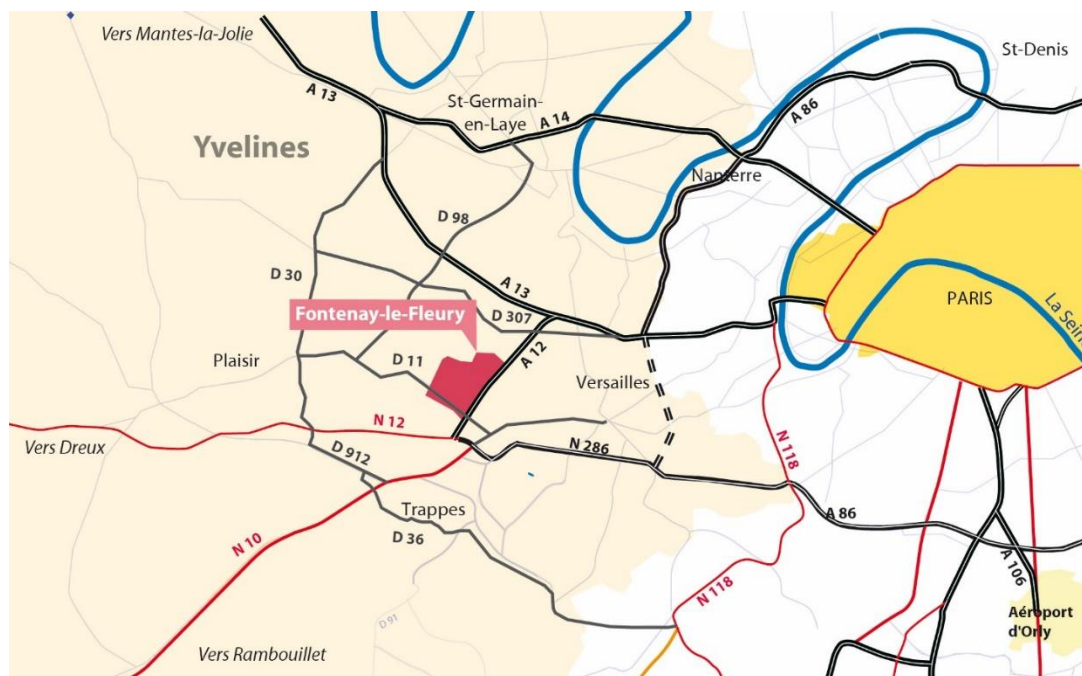 Vers Mantes-la-Jolie
St-Denis
A 13
A 86
St-Germain-
en-Laye
A 14
Yvelines
Nanterre
D 98
D 30
A 13
PARIS
La Seine
Fontenay-le-Fleury
D 307
Plaisir
D 11
A 12
Versailles
N 12
Vers Dreux
N 286
N 118
D 912
Trappes
A 86
N 10
D 36
A 106
N 118
Aéroport
d'Orly
D 91
Vers Rambouillet